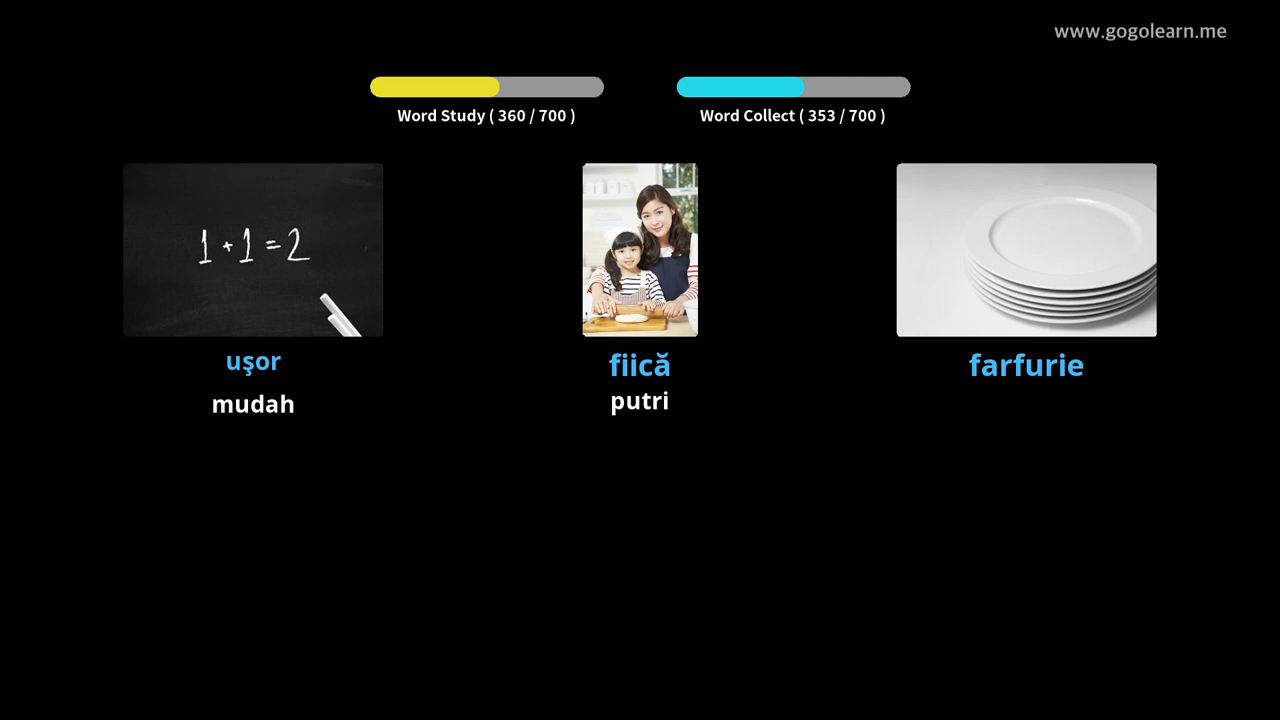 www.gogolearn.me
Word Study ( 360 / 700 )
Word Collect ( 353 / 700 )
1 + 1 = 2
uşor
fiică
farfurie
mudah
putri